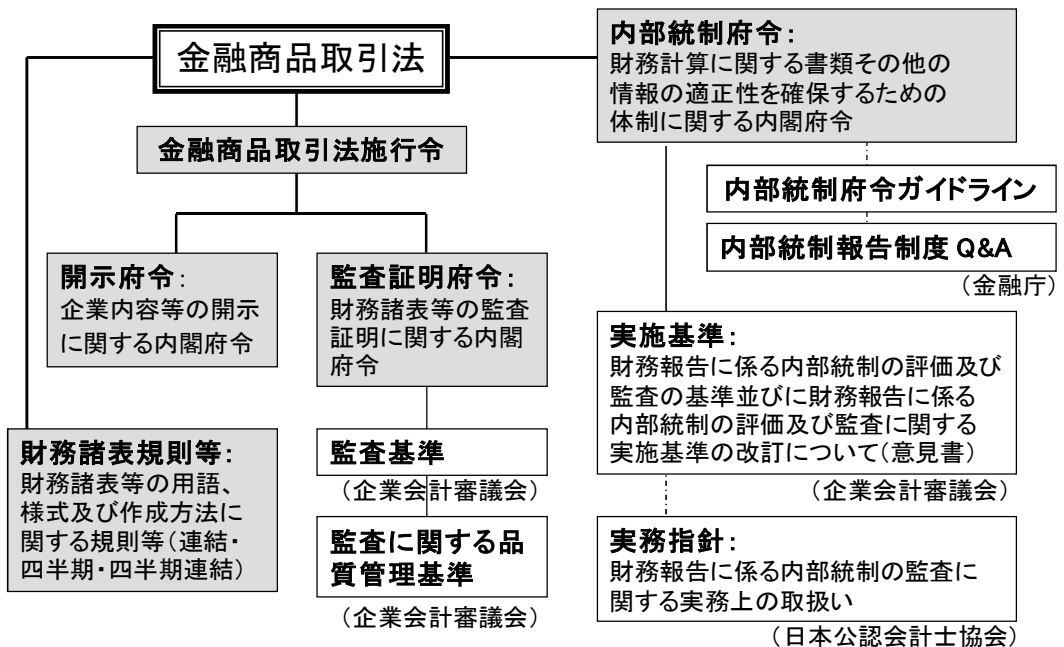 金融商品取引法
金融商品取引法施行令
開示府令：
企業内容等の開示
に関する内閣府令
監査証明府令：
財務諸表等の監査
証明に関する内閣
府令
財務諸表規則等：
財務諸表等の用語、
様式及び作成方法に
関する規則等（連結・
四半期・四半期連結）
監査基準
（企業会計審議会）
監査に関する品
質管理基準
（企業会計審議会）
内部統制府令：
財務計算に関する書類その他の
情報の適正性を確保するための
体制に関する内閣府令
内部統制府令ガイドライン
内部統制報告制度 Q&A
（金融庁）
実施基準：
財務報告に係る内部統制の評価及び
監査の基準並びに財務報告に係る
内部統制の評価及び監査に関する
実施基準の改訂について（意見書）
（企業会計審議会）
実務指針：
財務報告に係る内部統制の監査に
関する実務上の取扱い
（日本公認会計士協会）